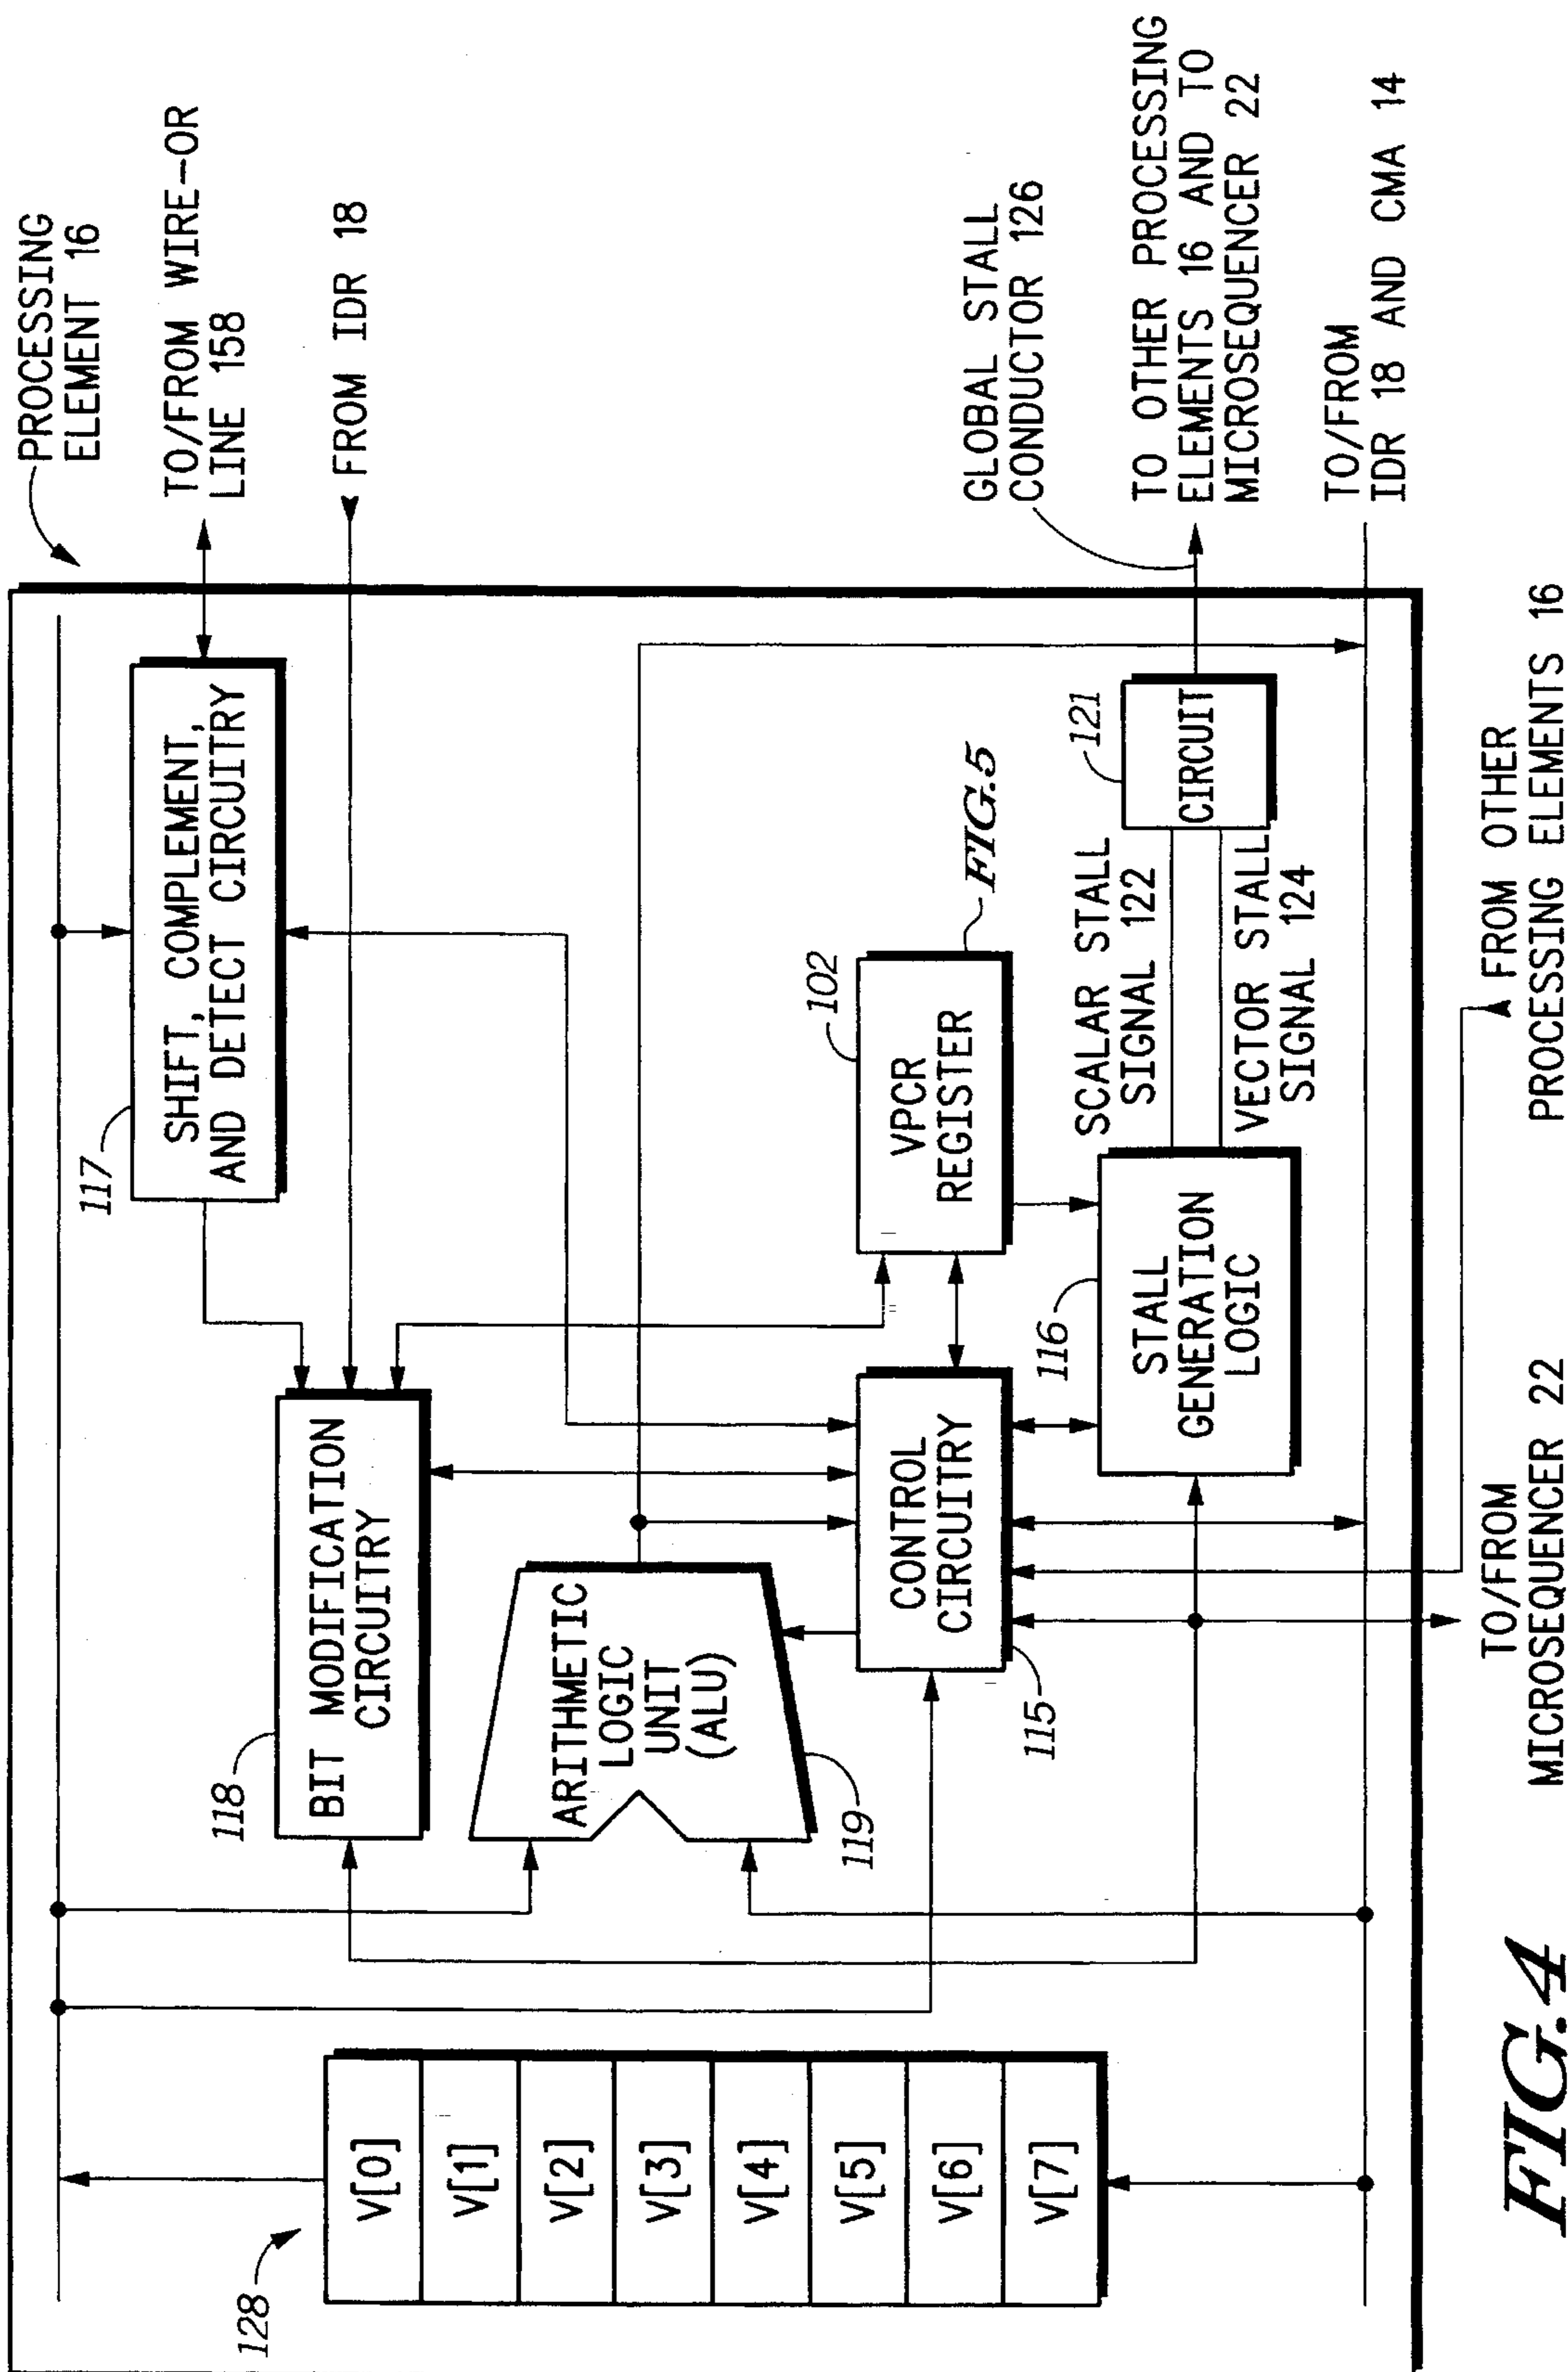 PROCESSING
ELEMENT 16
TO/FROM WIRE-OR
LINE 158
FROM IDR 18
117
SHIFT, COMPLEMENT,
AND DETECT CIRCUITRY
118
BIT MODIFICATION
CIRCUITRY
128
V[0]
V[1]
V[2]
V[3]
V[4]
V[5]
V[6]
V[7]
ARITHMETIC
LOGIC
UNIT
(ALU)
119
CONTROL
CIRCUITRY
115
102
VPCR
REGISTER
FIG.5
GLOBAL STALL
CONDUCTOR 126
116
STALL
GENERATION
LOGIC
SCALAR STALL
SIGNAL 122
VECTOR STALL
SIGNAL 124
121
CIRCUIT
TO OTHER PROCESSING
ELEMENTS 16 AND TO
MICROSEQUENCER 22
TO/FROM
IDR 18 AND CMA 14
TO/FROM
MICROSEQUENCER 22
FROM OTHER
PROCESSING ELEMENTS 16
FIG.4